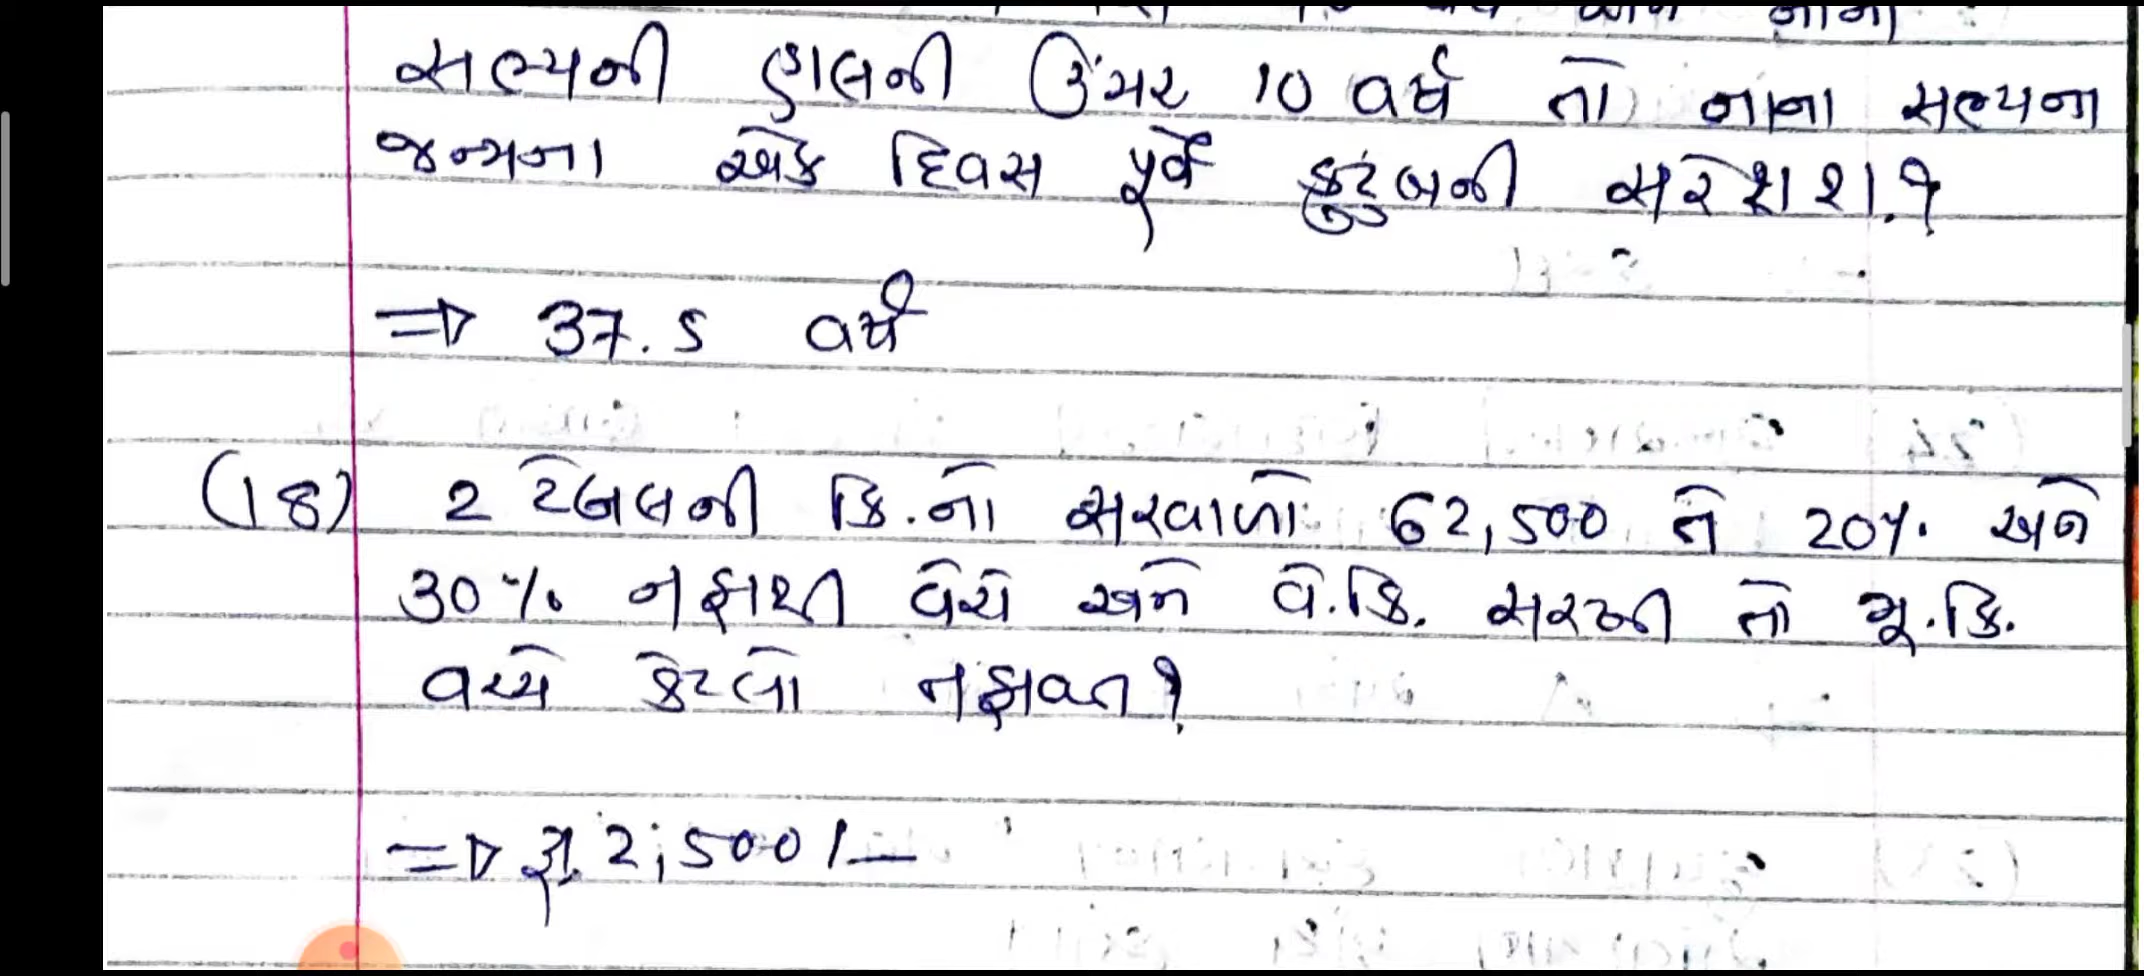 સભ્યની હાલની ઉંમર 10 વર્ષ તો નાના સભ્યના
જન્મના એક દિવસ પૂર્વે કુટુંબની સરેરાશ.?
⇒ 37.5 વર્ષ
(18) 2 ટેબલની કિં.નો સરવાળો 62,500 ને 20% અને
30% નફાથી વેચે અને વે.કિં. સરખી તો મૂ.કિં.
વચ્ચે કેટલો તફાવત?
⇒ રૂા. 2,500/-